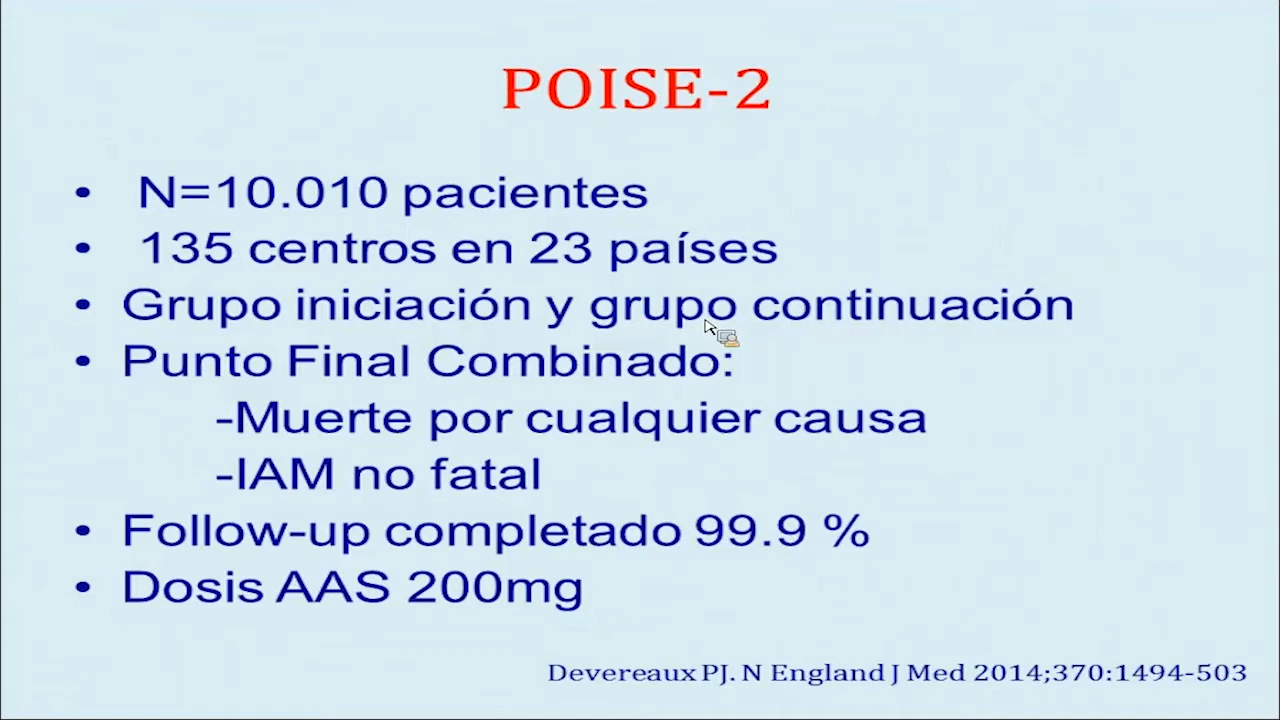 POISE-2
• N=10.010 pacientes
• 135 centros en 23 países
• Grupo iniciación y grupo continuación
• Punto Final Combinado:
-Muerte por cualquier causa
-IAM no fatal
• Follow-up completado 99.9 %
• Dosis AAS 200mg
Devereaux PJ. N England J Med 2014;370:1494-503